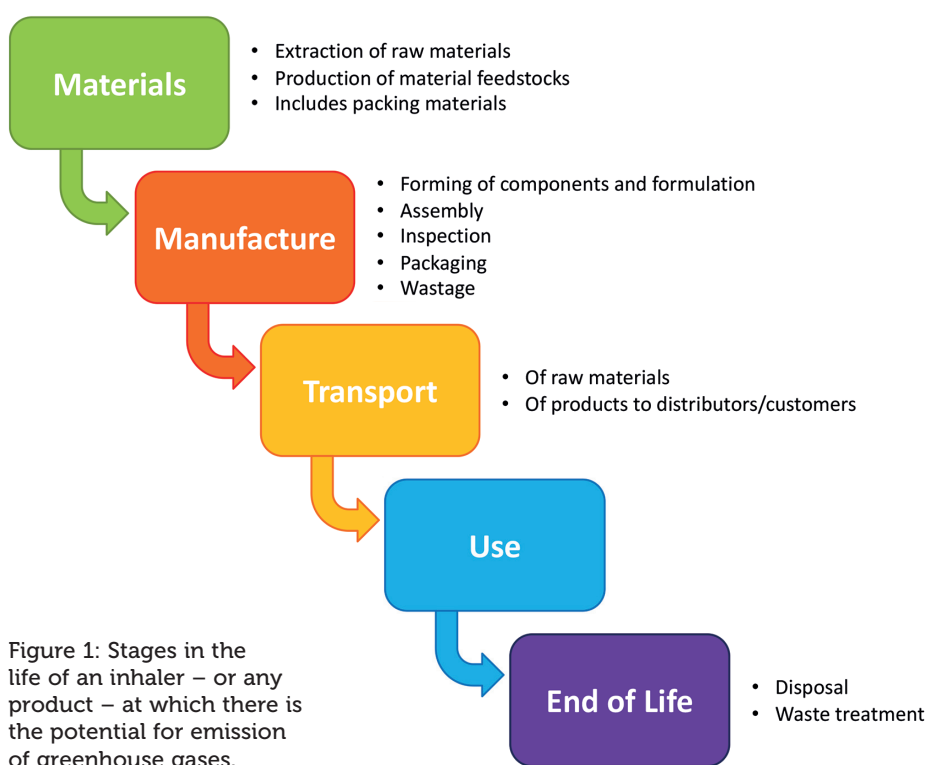 Materials
• Extraction of raw materials
• Production of material feedstocks
• Includes packing materials
Manufacture
• Forming of components and formulation
• Assembly
• Inspection
• Packaging
• Wastage
Transport
• Of raw materials
• Of products to distributors/customers
Use
End of Life
• Disposal
• Waste treatment
Figure 1: Stages in the
life of an inhaler – or any
product – at which there is
the potential for emission
of greenhouse gases.